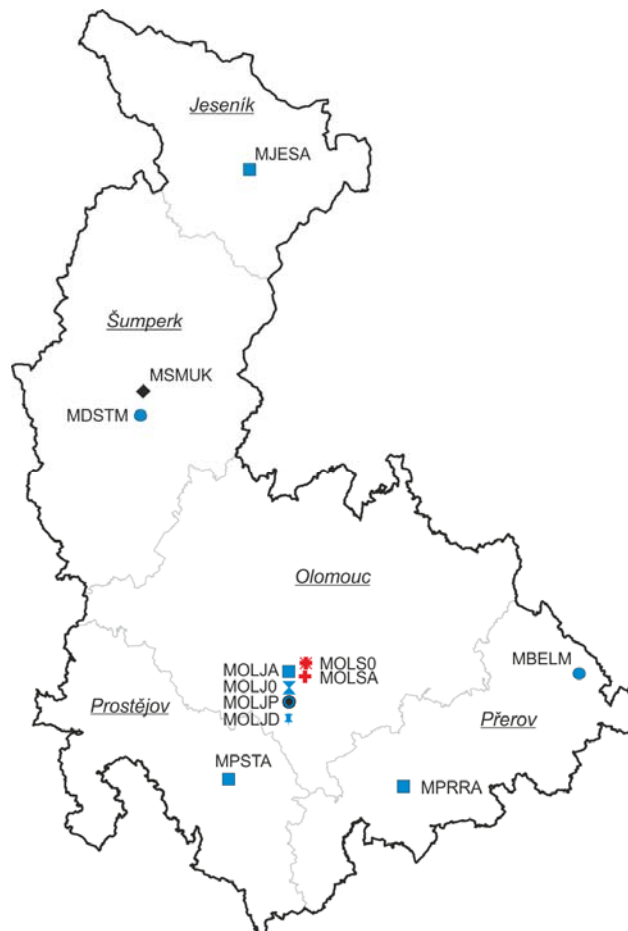 Jeseník
MJESA
Šumperk
MSMUK
MDSTM
Olomouc
MOLJA
MOLS0
MOLSA
MOLJ0
MOLJP
MOLJD
MBELM
Prostějov
Přerov
MPSTA
MPRRA